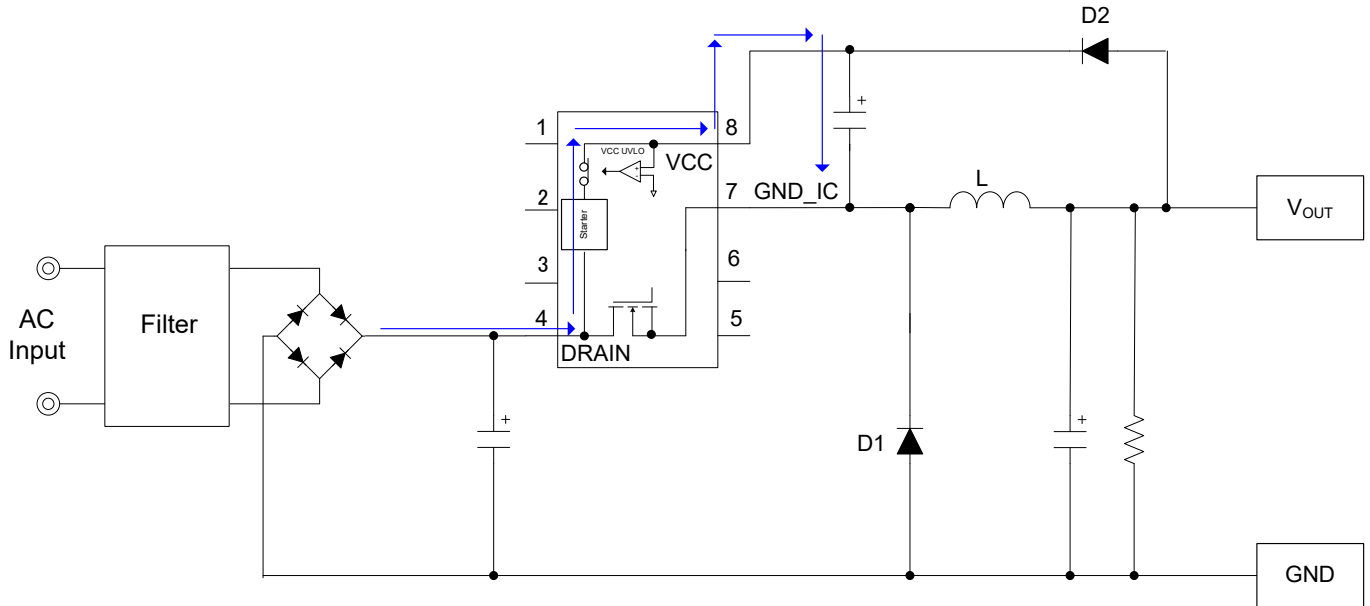 D2
+
1
8
VCC UVLO
VCC
+
-
2
7
GND_IC
L
VOUT
Starter
3
6
AC
Input
Filter
4
5
DRAIN
+
D1
+
GND